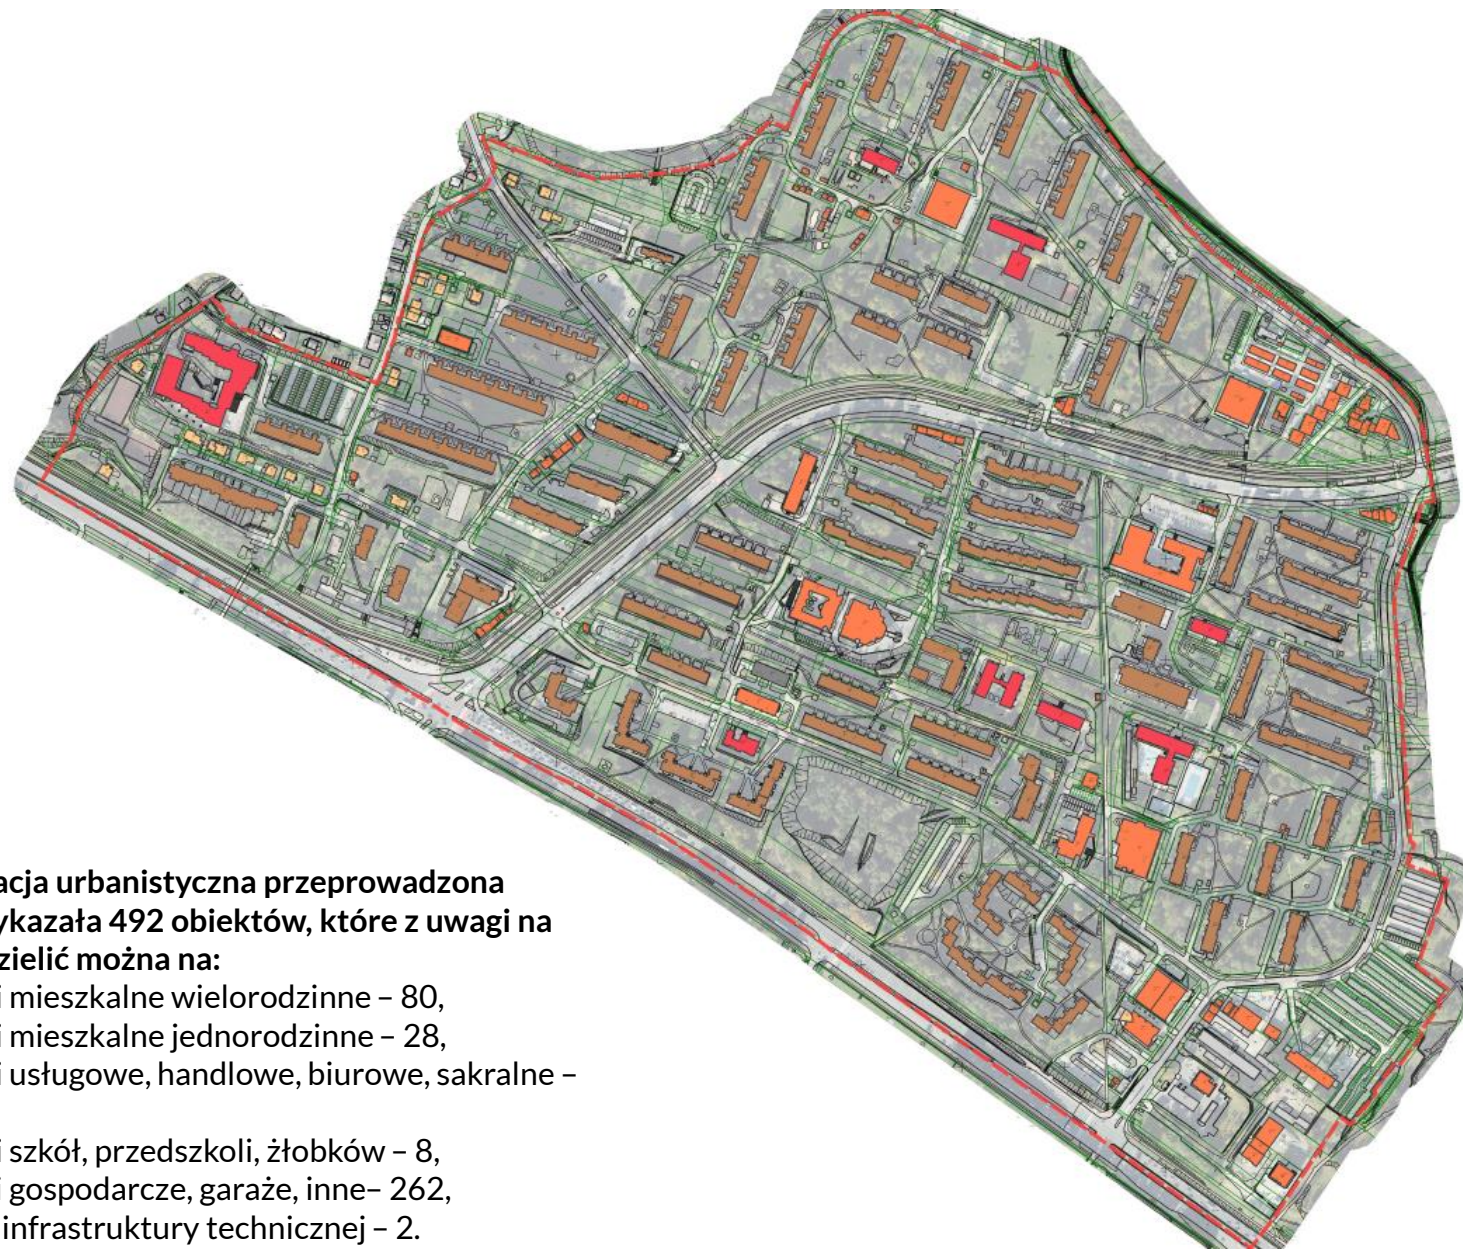 acja urbanistyczna przeprowadzona
ykazała 492 obiektów, które z uwagi na
zielić można na:
i mieszkalne wielorodzinne – 80,
i mieszkalne jednorodzinne – 28,
i usługowe, handlowe, biurowe, sakralne –
i szkół, przedszkoli, żłobków – 8,
i gospodarcze, garaże, inne– 262,
infrastruktury technicznej – 2.